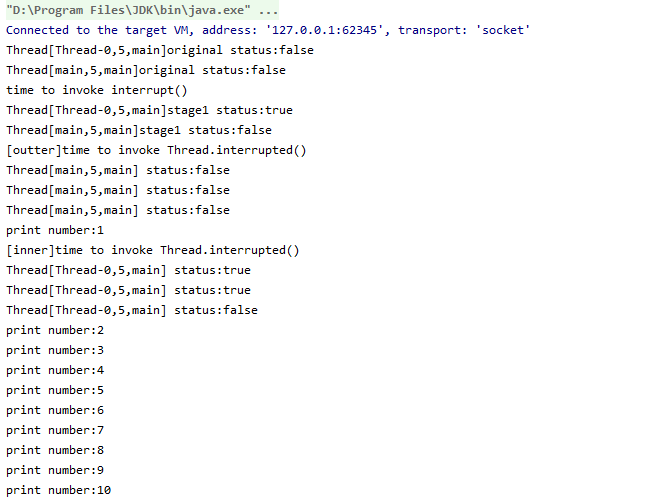 "D:\Program Files\JDK\bin\java.exe" ...
Connected to the target VM, address: '127.0.0.1:62345', transport: 'socket'
Thread[Thread-0,5,main]original status:false
Thread[main,5,main]original status:false
time to invoke interrupt()
Thread[Thread-0,5,main]stage1 status:true
Thread[main,5,main]stage1 status:false
[outter]time to invoke Thread.interrupted()
Thread[main,5,main] status:false
Thread[main,5,main] status:false
Thread[main,5,main] status:false
print number:1
[inner]time to invoke Thread.interrupted()
Thread[Thread-0,5,main] status:true
Thread[Thread-0,5,main] status:true
Thread[Thread-0,5,main] status:false
print number:2
print number:3
print number:4
print number:5
print number:6
print number:7
print number:8
print number:9
print number:10